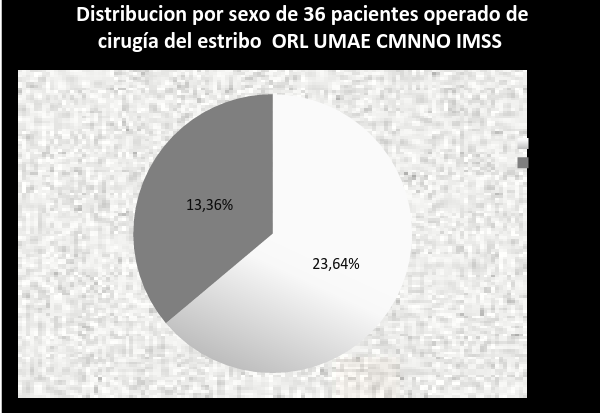 Distribucion por sexo de 36 pacientes operado de
cirugía del estribo  ORL UMAE CMNNO IMSS
13,36%
23,64%